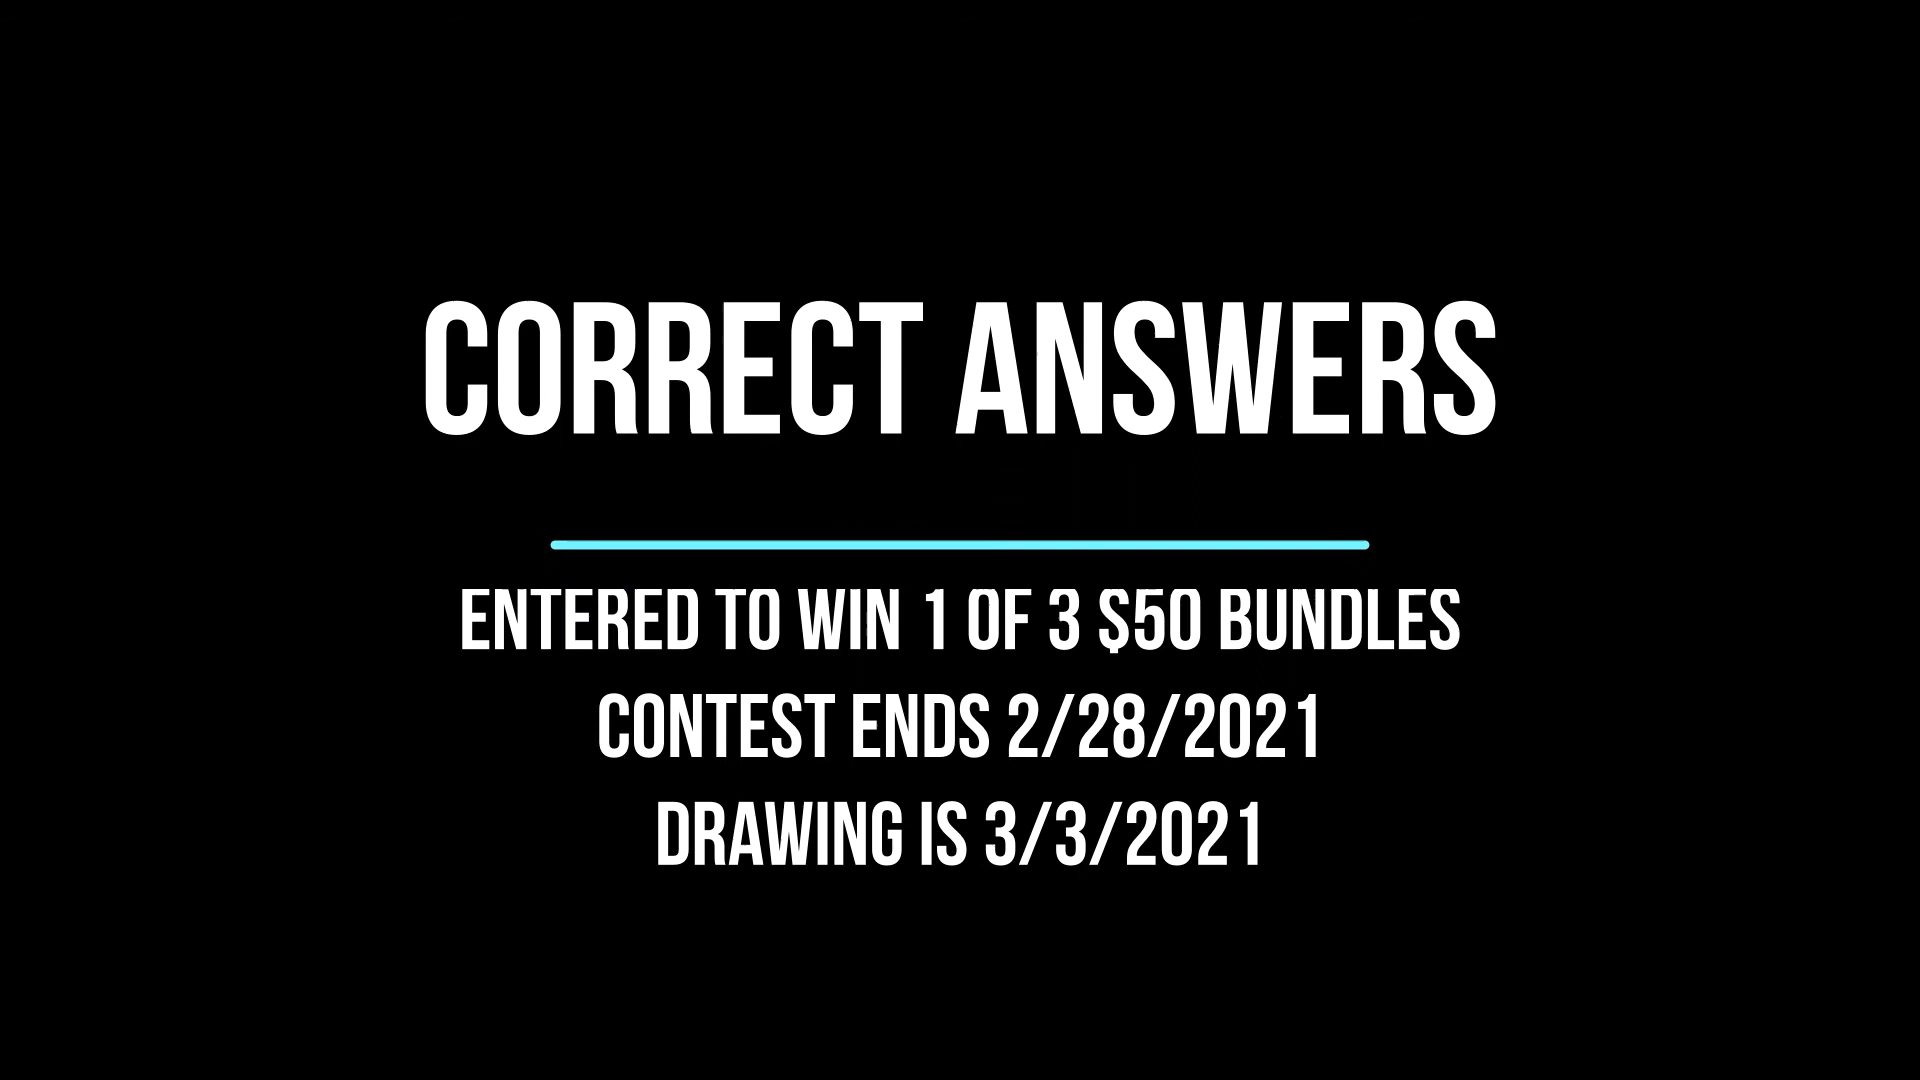 CORRECT ANSWERS
ENTERED TO WIN 1 OF 3 $50 BUNDLES
CONTEST ENDS 2/28/2021
DRAWING IS 3/3/2021